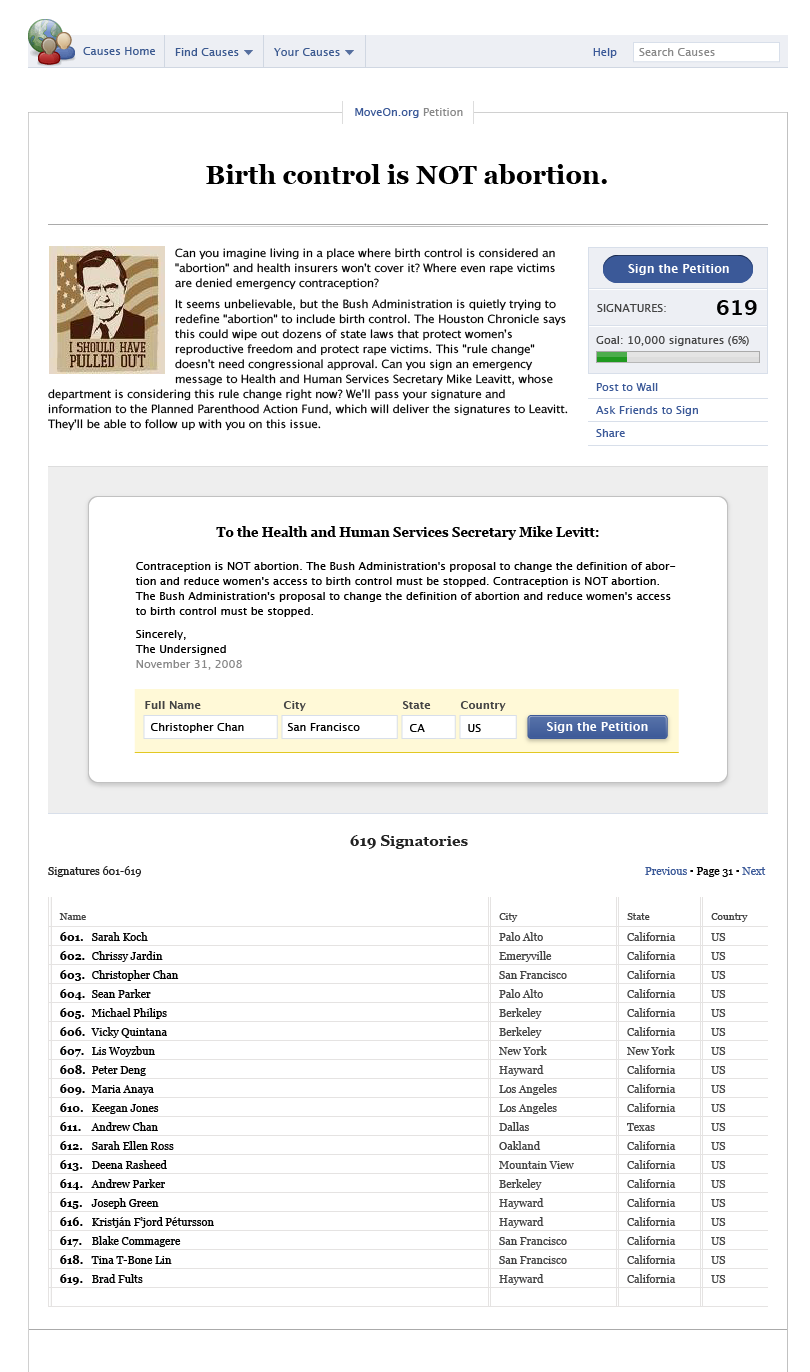 Causes Home
Find Causes
Your Causes
Help
Search Causes
MoveOn.org Petition
Birth control is NOT abortion.
I SHOULD HAVE
PULLED OUT
Can you imagine living in a place where birth control is considered an
"abortion" and health insurers won't cover it? Where even rape victims
are denied emergency contraception?
It seems unbelievable, but the Bush Administration is quietly trying to
redefine "abortion" to include birth control. The Houston Chronicle says
this could wipe out dozens of state laws that protect women's
reproductive freedom and protect rape victims. This "rule change"
doesn't need congressional approval. Can you sign an emergency
message to Health and Human Services Secretary Mike Leavitt, whose
department is considering this rule change right now? We'll pass your signature and
information to the Planned Parenthood Action Fund, which will deliver the signatures to Leavitt.
They'll be able to follow up with you on this issue.
Sign the Petition
SIGNATURES: 619
Goal: 10,000 signatures (6%)
Post to Wall
Ask Friends to Sign
Share
To the Health and Human Services Secretary Mike Levitt:
Contraception is NOT abortion. The Bush Administration's proposal to change the definition of abor-
tion and reduce women's access to birth control must be stopped. Contraception is NOT abortion.
The Bush Administration's proposal to change the definition of abortion and reduce women's access
to birth control must be stopped.
Sincerely,
The Undersigned
November 31, 2008
Full Name City State Country
Christopher Chan San Francisco CA US Sign the Petition
619 Signatories
Signatures 601-619 Previous • Page 31 • Next
Name City State Country
601. Sarah Koch Palo Alto California US
602. Chrissy Jardin Emeryville California US
603. Christopher Chan San Francisco California US
604. Sean Parker Palo Alto California US
605. Michael Philips Berkeley California US
606. Vicky Quintana Berkeley California US
607. Lis Woyzbun New York New York US
608. Peter Deng Hayward California US
609. Maria Anaya Los Angeles California US
610. Keegan Jones Los Angeles California US
611. Andrew Chan Dallas Texas US
612. Sarah Ellen Ross Oakland California US
613. Deena Rasheed Mountain View California US
614. Andrew Parker Berkeley California US
615. Joseph Green Hayward California US
616. Kristján F'jord Pétursson Hayward California US
617. Blake Commagere San Francisco California US
618. Tina T-Bone Lin San Francisco California US
619. Brad Fults Hayward California US